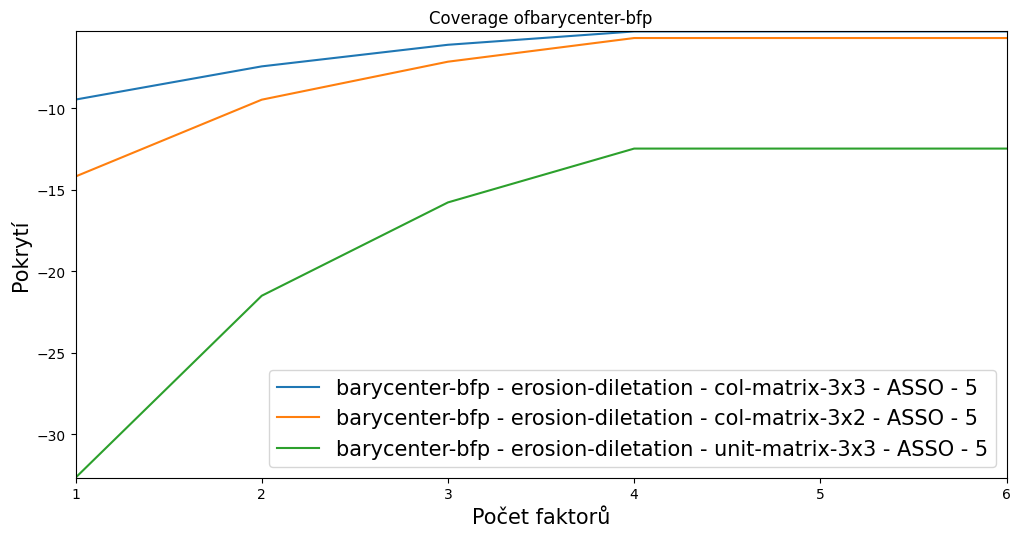 Coverage ofbarycenter-bfp
Pokrytí
−10
−15
−20
−25
−30
barycenter-bfp - erosion-diletation - col-matrix-3x3 - ASSO - 5
barycenter-bfp - erosion-diletation - col-matrix-3x2 - ASSO - 5
barycenter-bfp - erosion-diletation - unit-matrix-3x3 - ASSO - 5
1 2 3 4 5 6
Počet faktorů